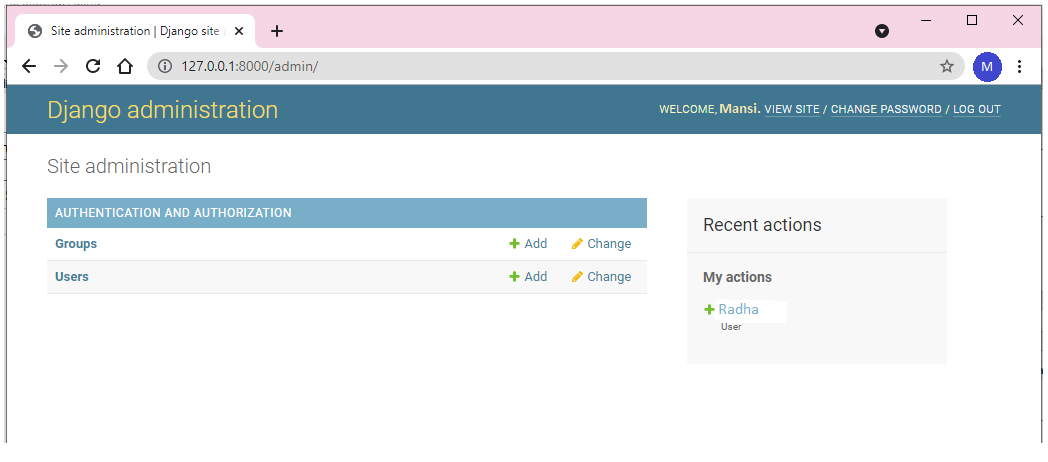 Site administration | Django site a
127.0.0.1:8000/admin/
M
Django administration
WELCOME, Mansi. VIEW SITE / CHANGE PASSWORD / LOG OUT
Site administration
AUTHENTICATION AND AUTHORIZATION
Groups Add Change
Users Add Change
Recent actions
My actions
Radha
User